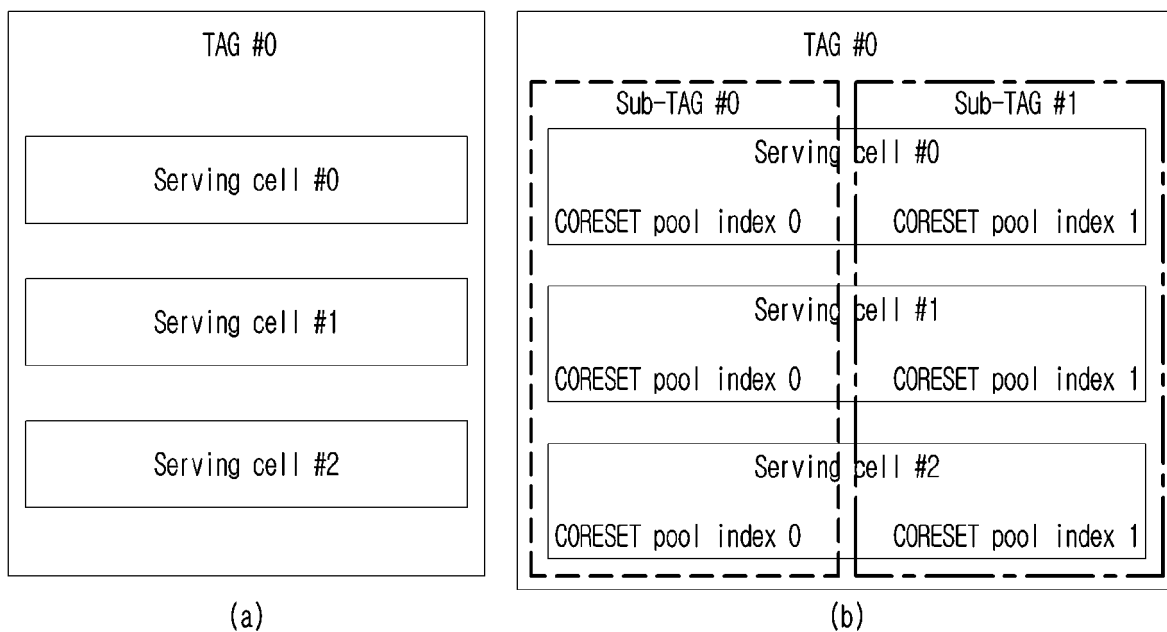 TAG #0
Serving cell #0
Serving cell #1
Serving cell #2
(a)
TAG #0
Sub-TAG #0 Sub-TAG #1
Serving cell #0
CORESET pool index 0 CORESET pool index 1
Serving cell #1
CORESET pool index 0 CORESET pool index 1
Serving cell #2
CORESET pool index 0 CORESET pool index 1
(b)